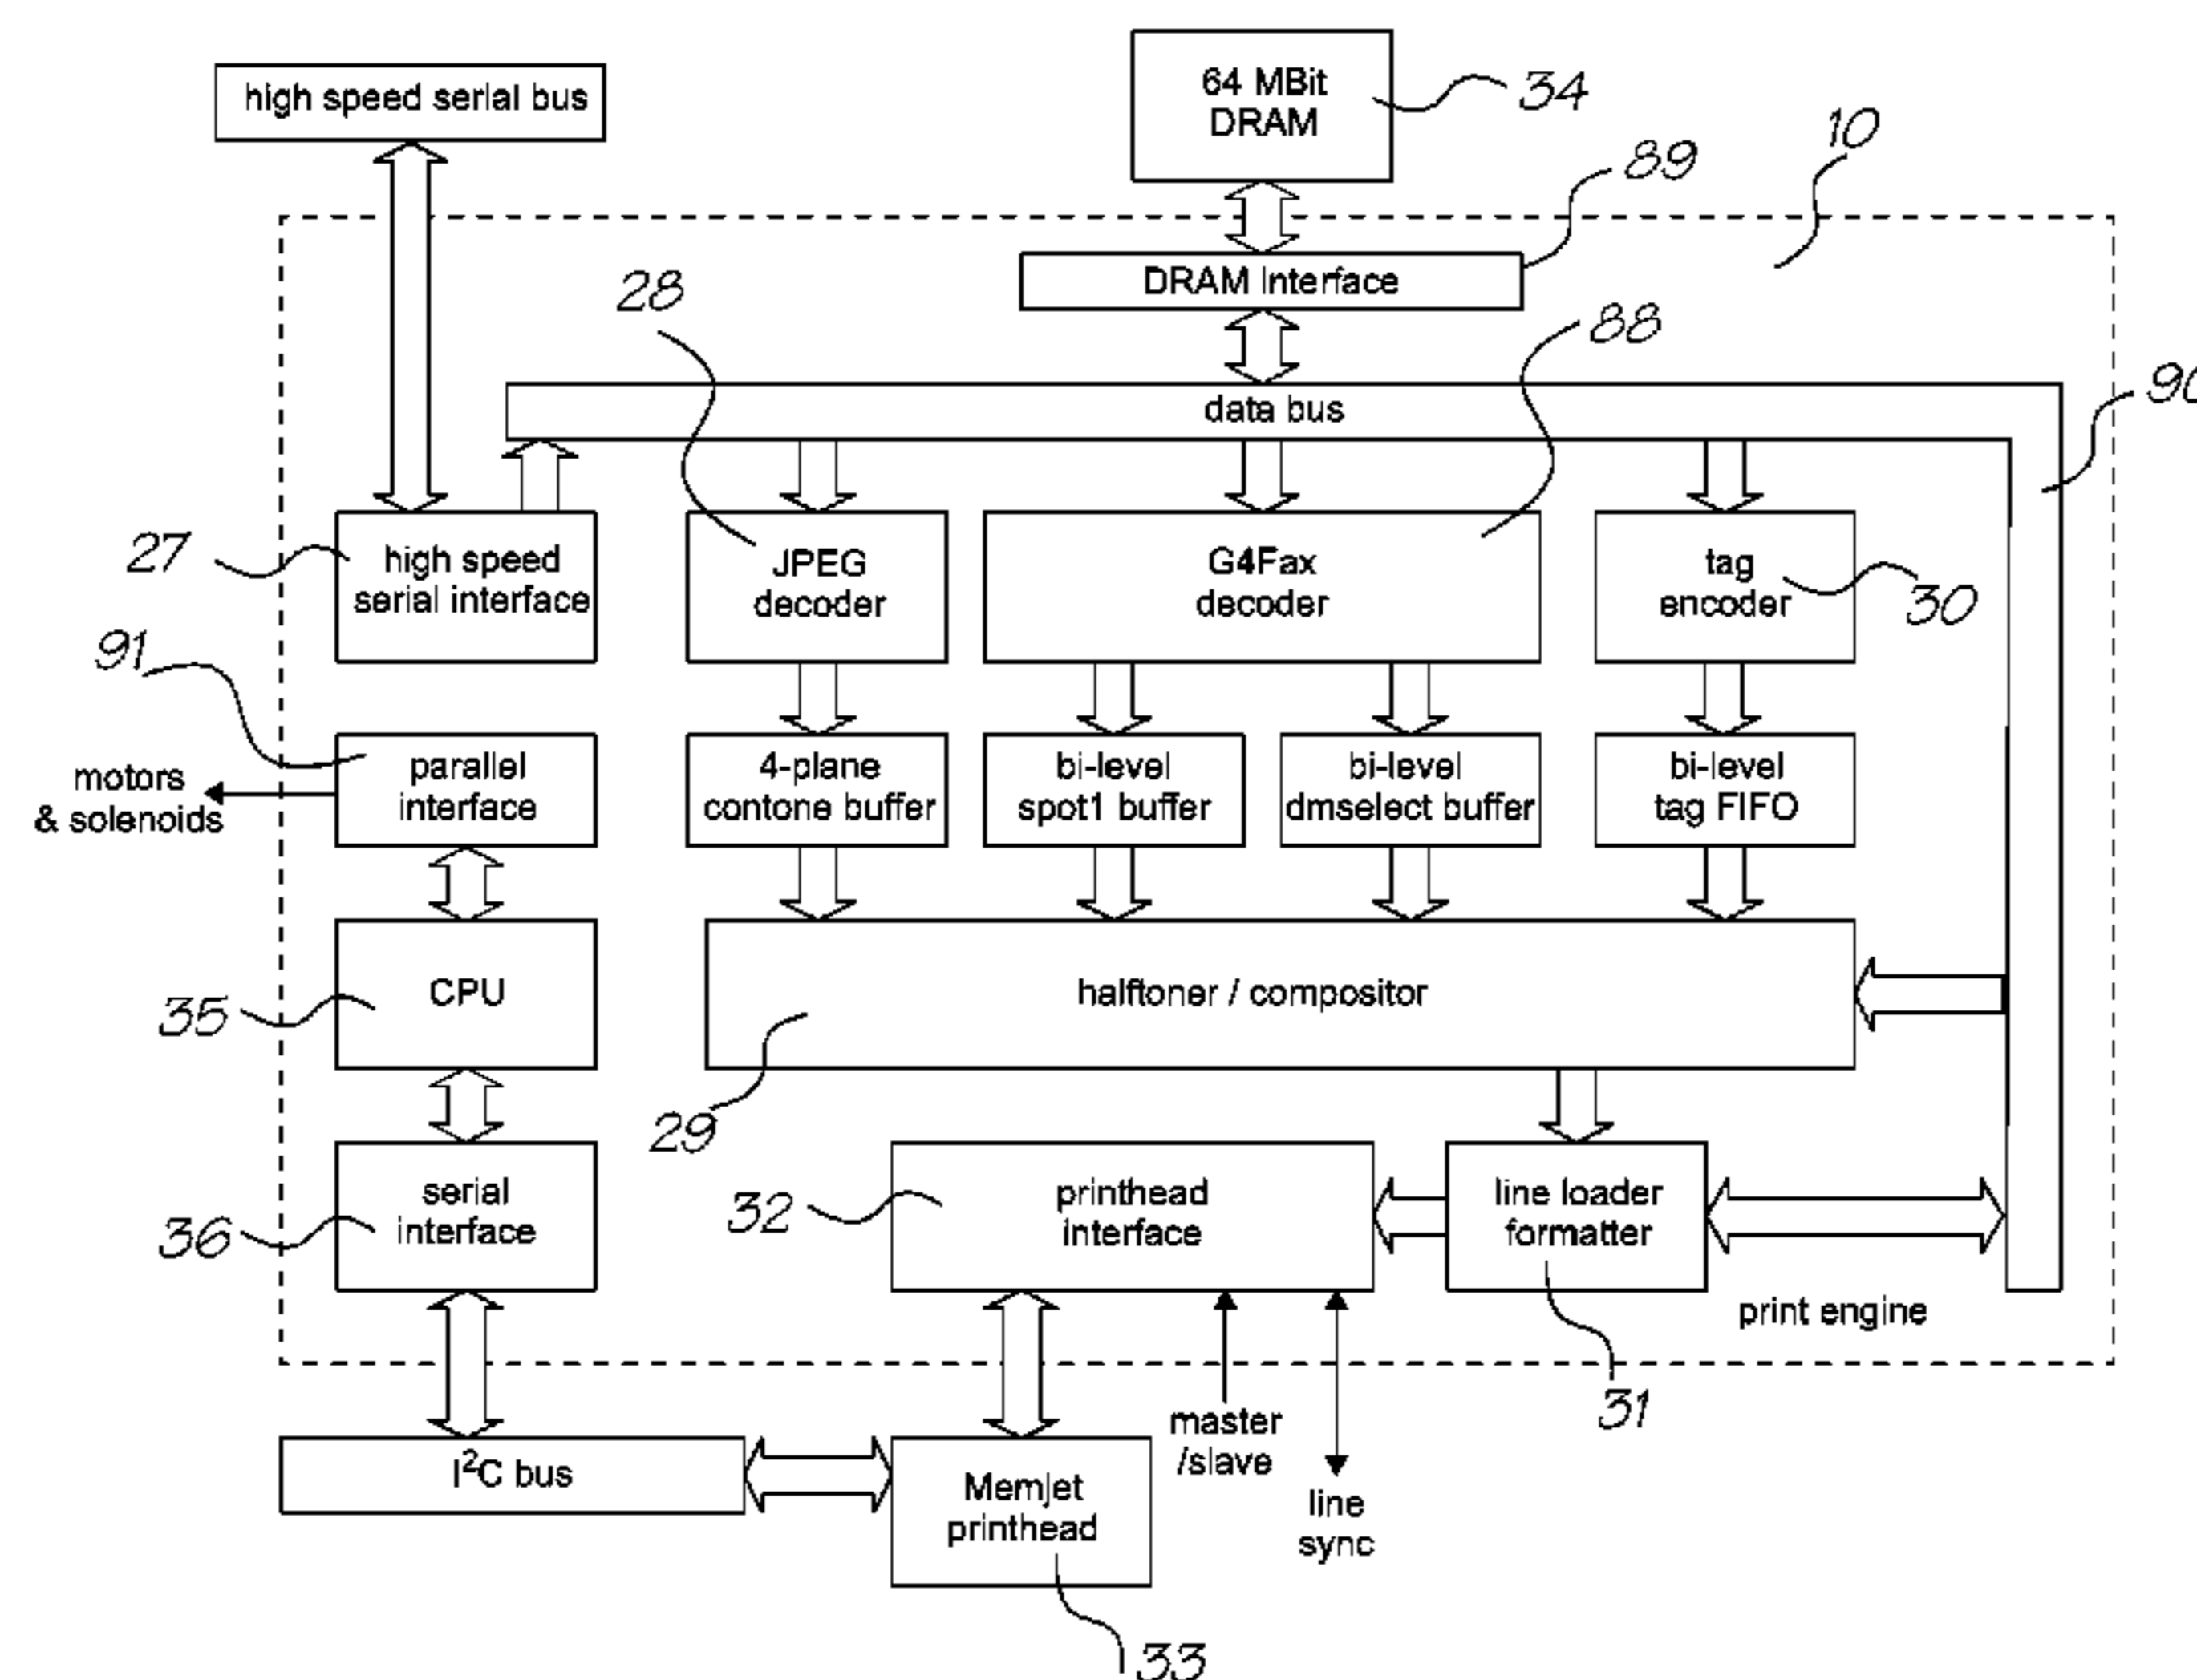 high speed serial bus
64 MBit
DRAM
34
10
89
DRAM Interface
28
88
data bus
90
27
high speed
serial interface
JPEG
decoder
G4Fax
decoder
tag
encoder
30
91
motors
& solenoids
parallel
interface
4-plane
contone buffer
bi-level
spot1 buffer
bi-level
dmselect buffer
bi-level
tag FIFO
35
CPU
halftoner / compositor
29
36
serial
interface
32
printhead
interface
line loader
formatter
print engine
31
I²C bus
Memjet
printhead
master
/slave
line
sync
33